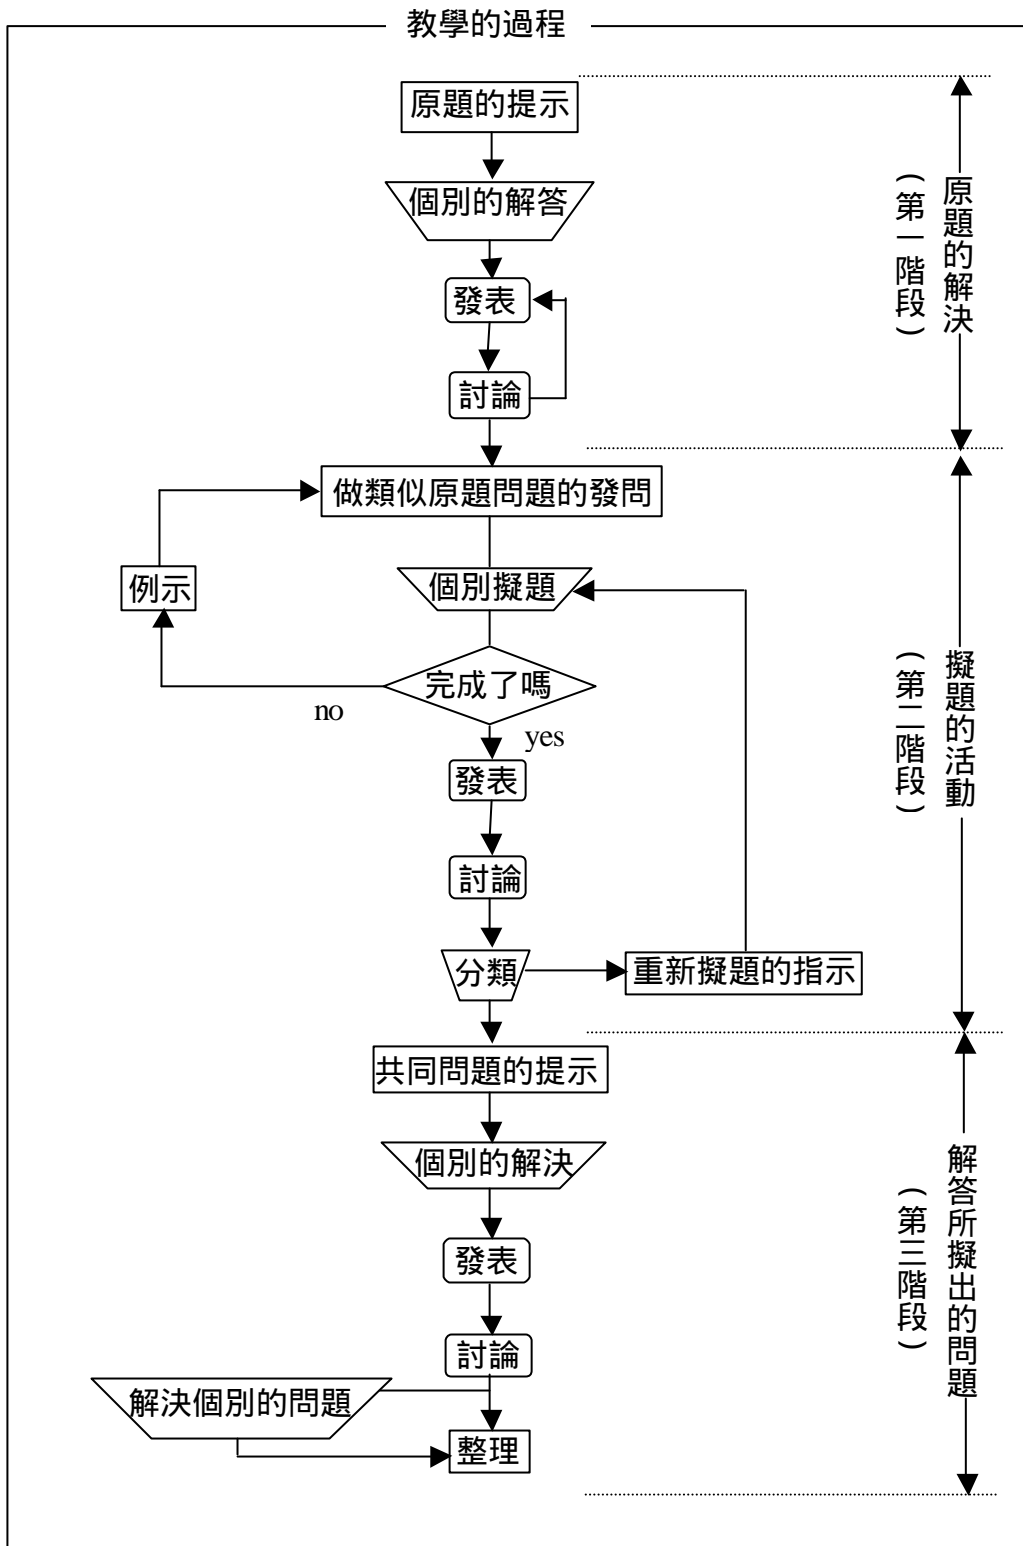 教學的過程
原題的提示
個別的解答
發表
討論
原題的解決
(第一階段)
做類似原題問題的發問
例示
個別擬題
完成了嗎
no
yes
發表
討論
分類
重新擬題的指示
擬題的活動
(第二階段)
共同問題的提示
個別的解決
發表
討論
解決個別的問題
整理
解答所擬出的問題
(第三階段)